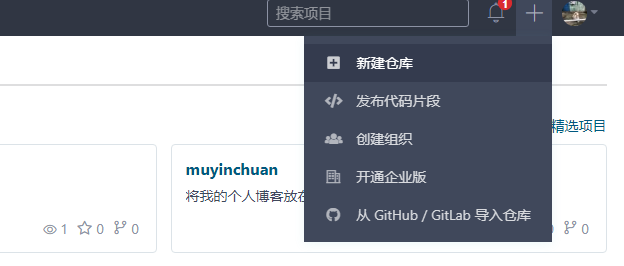 搜索项目
1
新建仓库
发布代码片段
精选项目
创建组织
muyinchuan
开通企业版
将我的个人博客放在
从 GitHub / GitLab 导入仓库
1 0 0
0